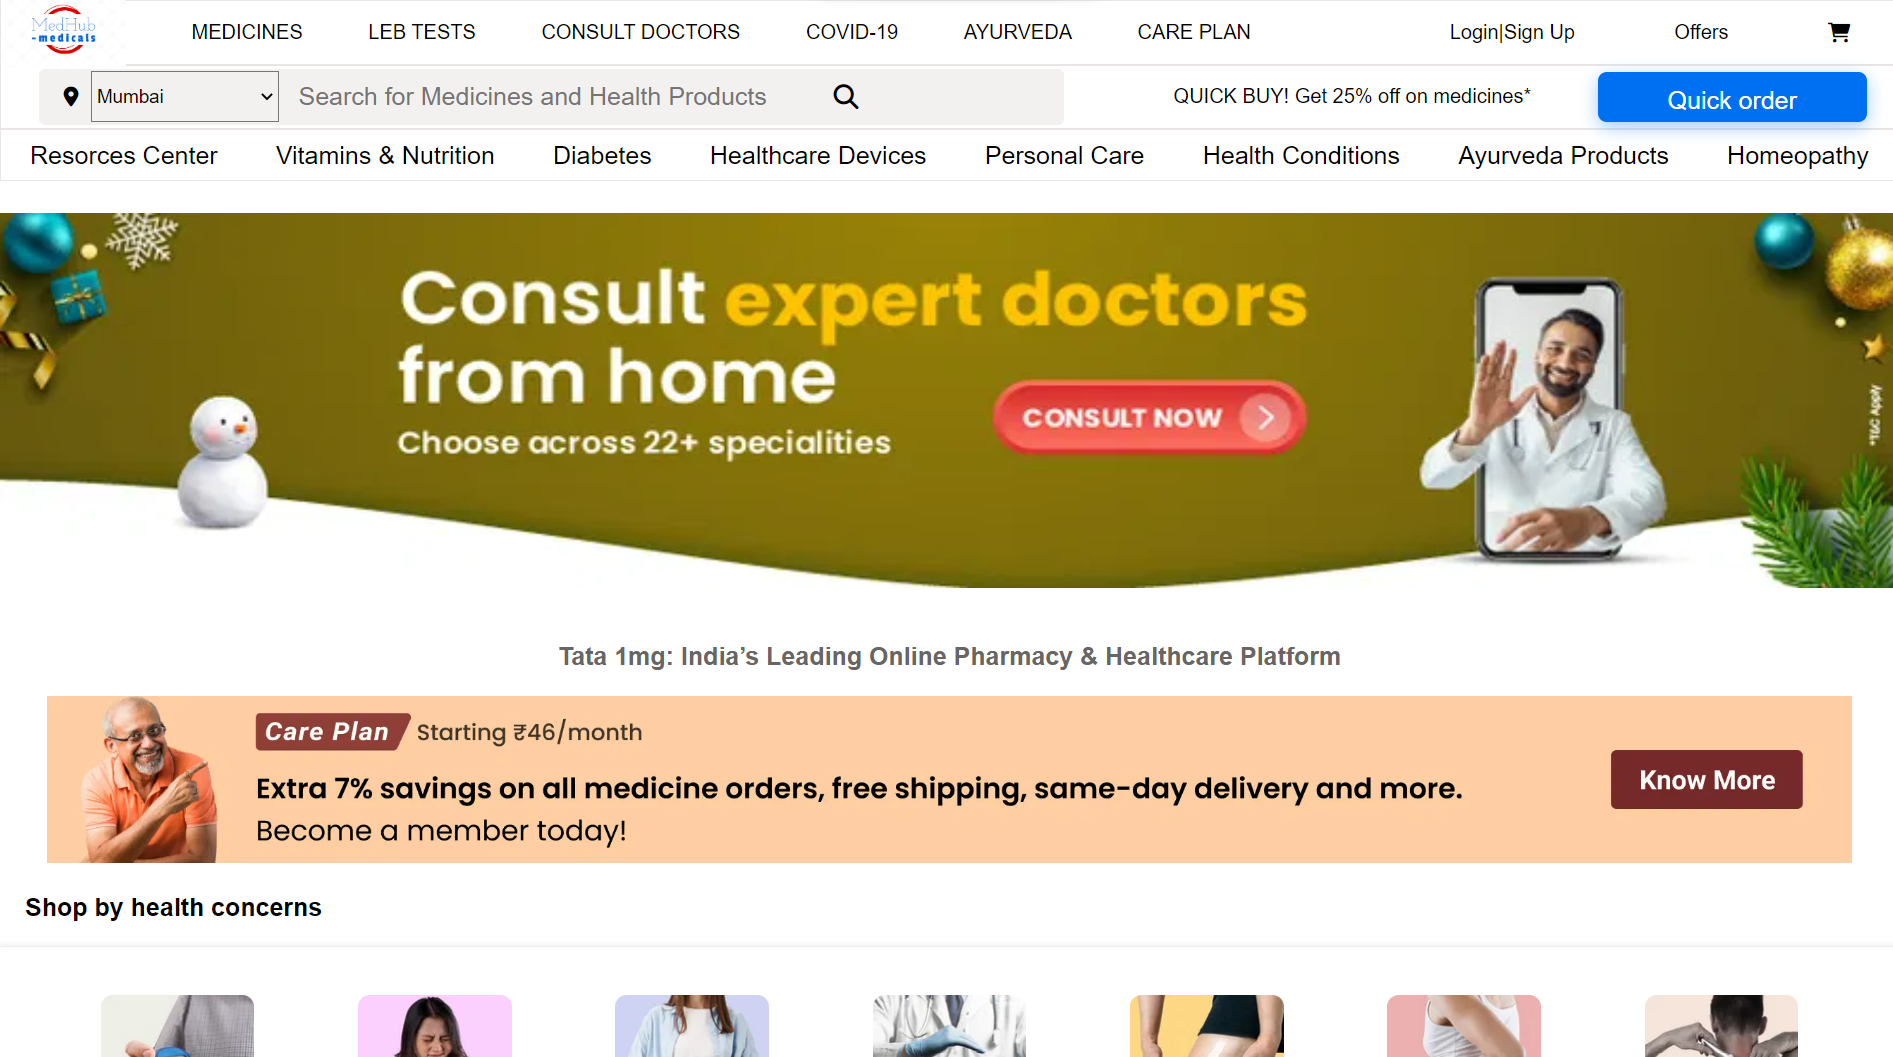 MedHub
-medicals
MEDICINES LEB TESTS CONSULT DOCTORS COVID-19 AYURVEDA CARE PLAN Login|Sign Up Offers
Mumbai Search for Medicines and Health Products QUICK BUY! Get 25% off on medicines* Quick order
Resorces Center Vitamins & Nutrition Diabetes Healthcare Devices Personal Care Health Conditions Ayurveda Products Homeopathy
Consult expert doctors
from home
Choose across 22+ specialities
CONSULT NOW
*T&C Apply
Tata 1mg: India’s Leading Online Pharmacy & Healthcare Platform
Care Plan Starting ₹46/month
Extra 7% savings on all medicine orders, free shipping, same-day delivery and more.
Become a member today!
Know More
Shop by health concerns